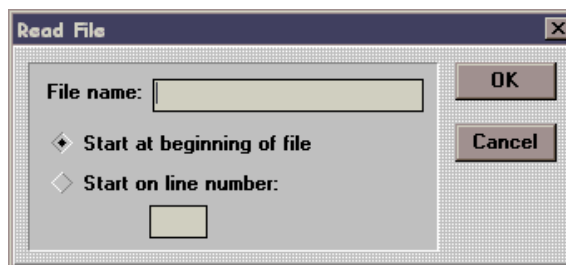 Read File
File name:
OK
Start at beginning of file
Cancel
Start on line number: